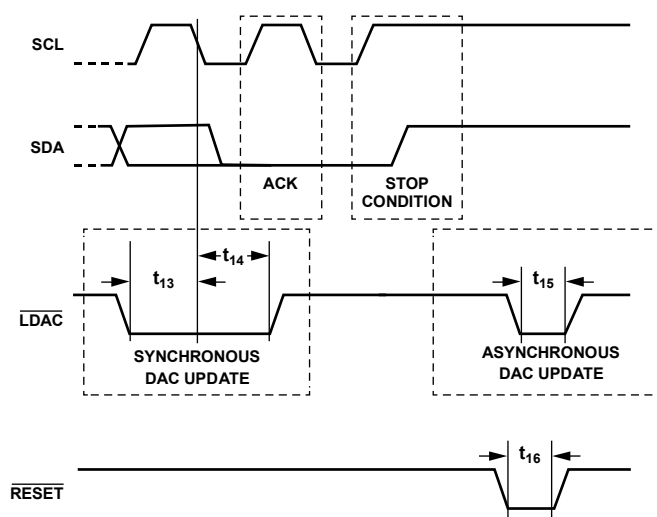 SCL
SDA
ACK
STOP
CONDITION
t14
t13
t15
LDAC
SYNCHRONOUS
DAC UPDATE
ASYNCHRONOUS
DAC UPDATE
t16
RESET